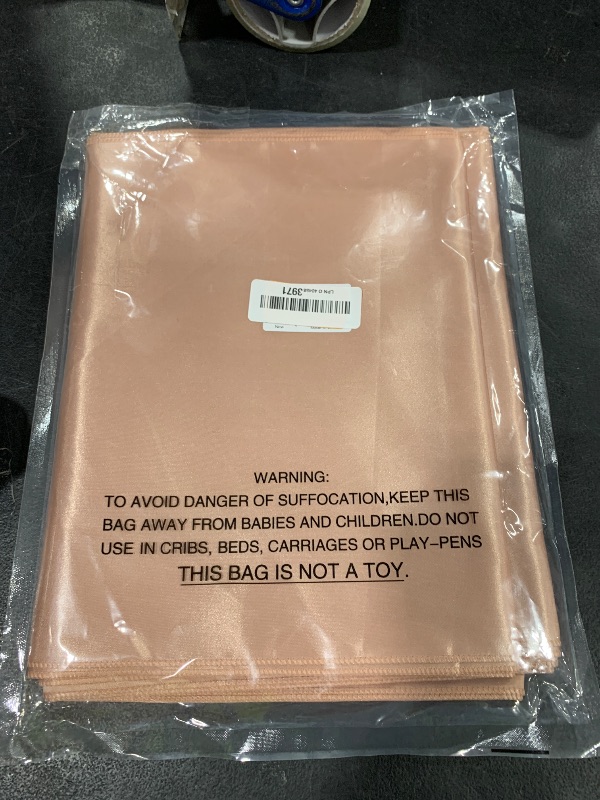 3971
WARNING:
TO AVOID DANGER OF SUFFOCATION,KEEP THIS
BAG AWAY FROM BABIES AND CHILDREN.DO NOT
USE IN CRIBS, BEDS, CARRIAGES OR PLAY–PENS
THIS BAG IS NOT A TOY.